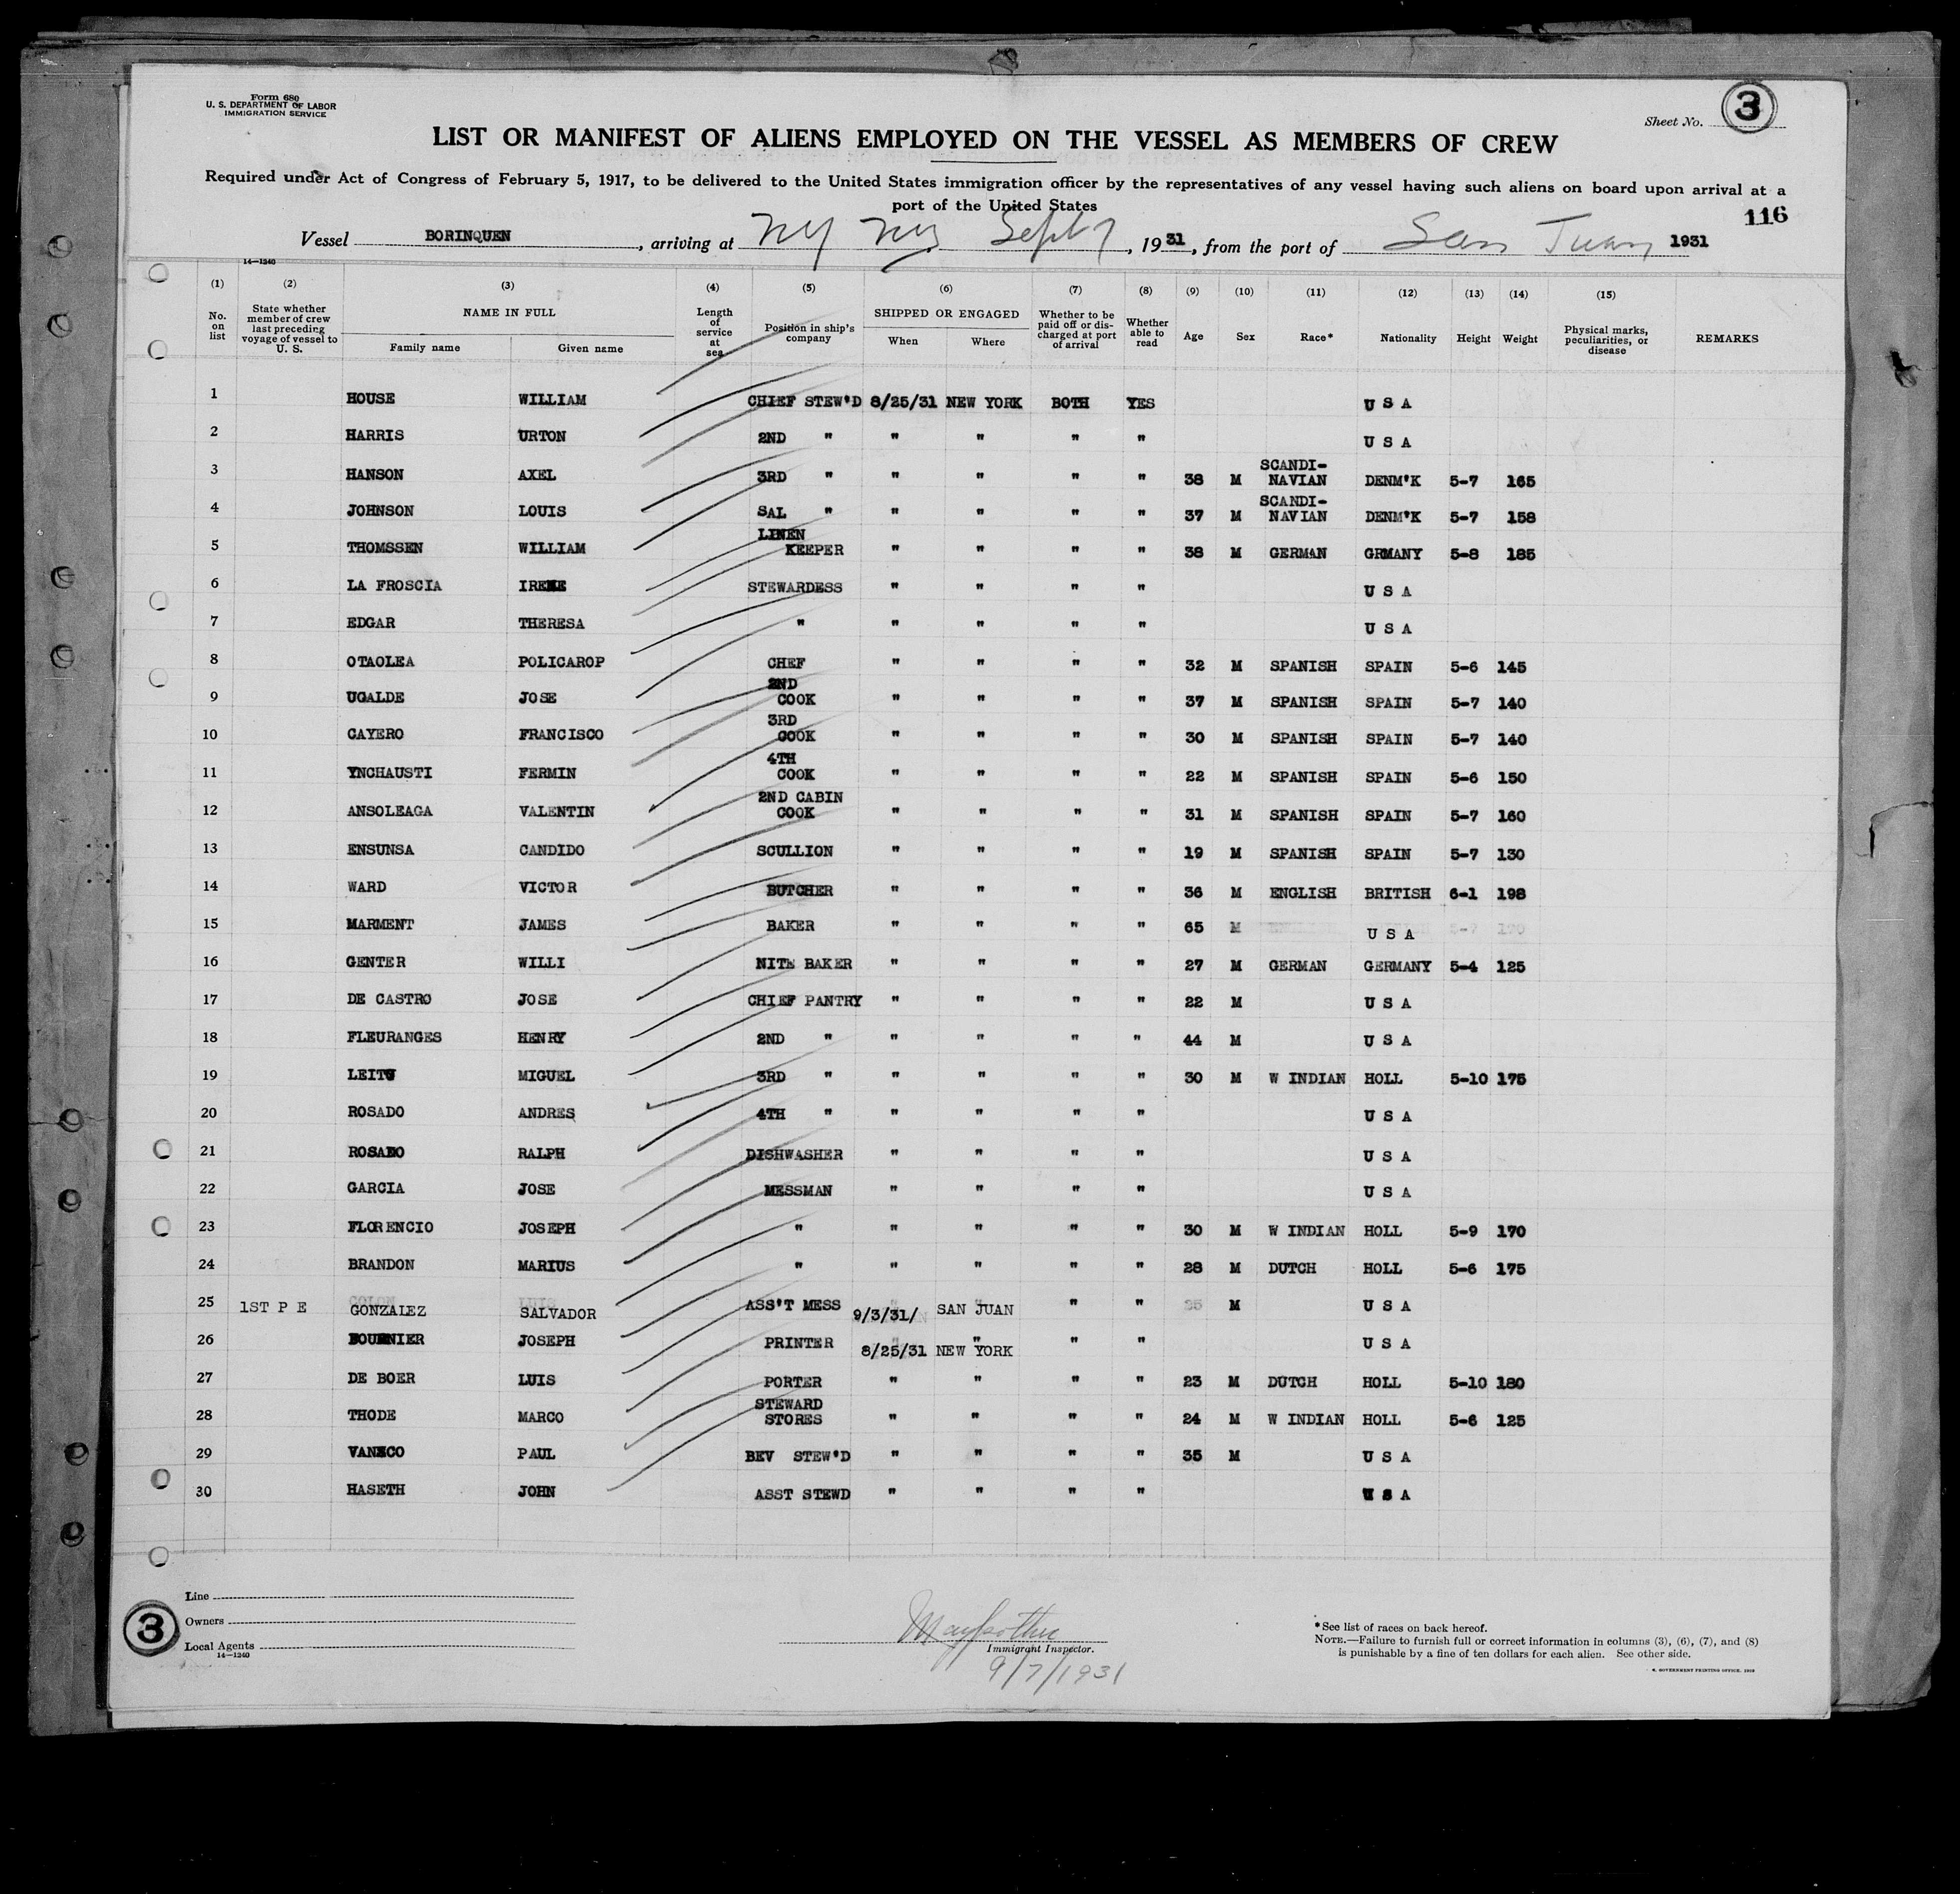 Form 680
U. S. DEPARTMENT OF LABOR
IMMIGRATION SERVICE
Sheet No. 3
LIST OR MANIFEST OF ALIENS EMPLOYED ON THE VESSEL AS MEMBERS OF CREW
Required under Act of Congress of February 5, 1917, to be delivered to the United States immigration officer by the representatives of any vessel having such aliens on board upon arrival at a
port of the United States
116
Vessel BORINQUEN, arriving at NY NY Sept 7, 1931, from the port of San Juan 1931
14—1240
(1) (2) (3) (4) (5) (6) (7) (8) (9) (10) (11) (12) (13) (14) (15)
No. on list State whether member of crew last preceding voyage of vessel to U. S. NAME IN FULL Family name Given name Length of service at sea Position in ship's company SHIPPED OR ENGAGED When Where Whether to be paid off or discharged at port of arrival Whether able to read Age Sex Race* Nationality Height Weight Physical marks, peculiarities, or disease REMARKS
1 HOUSE WILLIAM CHIEF STEW'D 8/25/31 NEW YORK BOTH YES U S A
2 HARRIS URTON 2ND " " " " " U S A
3 HANSON AXEL 3RD " " " " " 38 M SCANDI-NAVIAN DENM'K 5-7 165
4 JOHNSON LOUIS SAL " " " " " 37 M SCANDI-NAVIAN DENM'K 5-7 158
5 THOMSSEN WILLIAM LINEN KEEPER " " " " 38 M GERMAN GRMANY 5-8 185
6 LA FROSCIA IRENE STEWARDESS " " " " U S A
7 EDGAR THERESA " " " " " U S A
8 OTAOLEA POLICAROP CHEF " " " " 32 M SPANISH SPAIN 5-6 145
9 UGALDE JOSE 2ND COOK " " " " 37 M SPANISH SPAIN 5-7 140
10 CAYERO FRANCISCO 3RD COOK " " " " 30 M SPANISH SPAIN 5-7 140
11 YNCHAUSTI FERMIN 4TH COOK " " " " 22 M SPANISH SPAIN 5-6 150
12 ANSOLEAGA VALENTIN 2ND CABIN COOK " " " " 31 M SPANISH SPAIN 5-7 160
13 ENSUNSA CANDIDO SCULLION " " " " 19 M SPANISH SPAIN 5-7 130
14 WARD VICTOR BUTCHER " " " " 36 M ENGLISH BRITISH 6-1 198
15 MARMENT JAMES BAKER " " " " 65 M U S A
16 GENTER WILLI NITE BAKER " " " " 27 M GERMAN GERMANY 5-4 125
17 DE CASTRO JOSE CHIEF PANTRY " " " " 22 M U S A
18 FLEURANGES HENRY 2ND " " " " " 44 M U S A
19 LEITU MIGUEL 3RD " " " " " 30 M W INDIAN HOLL 5-10 175
20 ROSADO ANDRES 4TH " " " " " U S A
21 ROSADO RALPH DISHWASHER " " " " U S A
22 GARCIA JOSE MESSMAN " " " " U S A
23 FLORENCIO JOSEPH " " " " " 30 M W INDIAN HOLL 5-9 170
24 BRANDON MARIUS " " " " " 28 M DUTCH HOLL 5-6 175
25 1ST P E GONZALEZ SALVADOR ASS'T MESS 9/3/31/ SAN JUAN " " M U S A
26 FOURNIER JOSEPH PRINTER 8/25/31 NEW YORK " " U S A
27 DE BOER LUIS PORTER " " " " 23 M DUTCH HOLL 5-10 180
28 THODE MARCO STEWARD STORES " " " " 24 M W INDIAN HOLL 5-6 125
29 PAUL BEV STEW'D " " " " 35 M U S A
30 HASETH JOHN ASST STEWD " " " " U S A
3
Line
Owners
Local Agents
14—1240
Immigrant Inspector.
9/7/1931
*See list of races on back hereof.
NOTE.—Failure to furnish full or correct information in columns (3), (6), (7), and (8)
is punishable by a fine of ten dollars for each alien. See other side.
GOVERNMENT PRINTING OFFICE